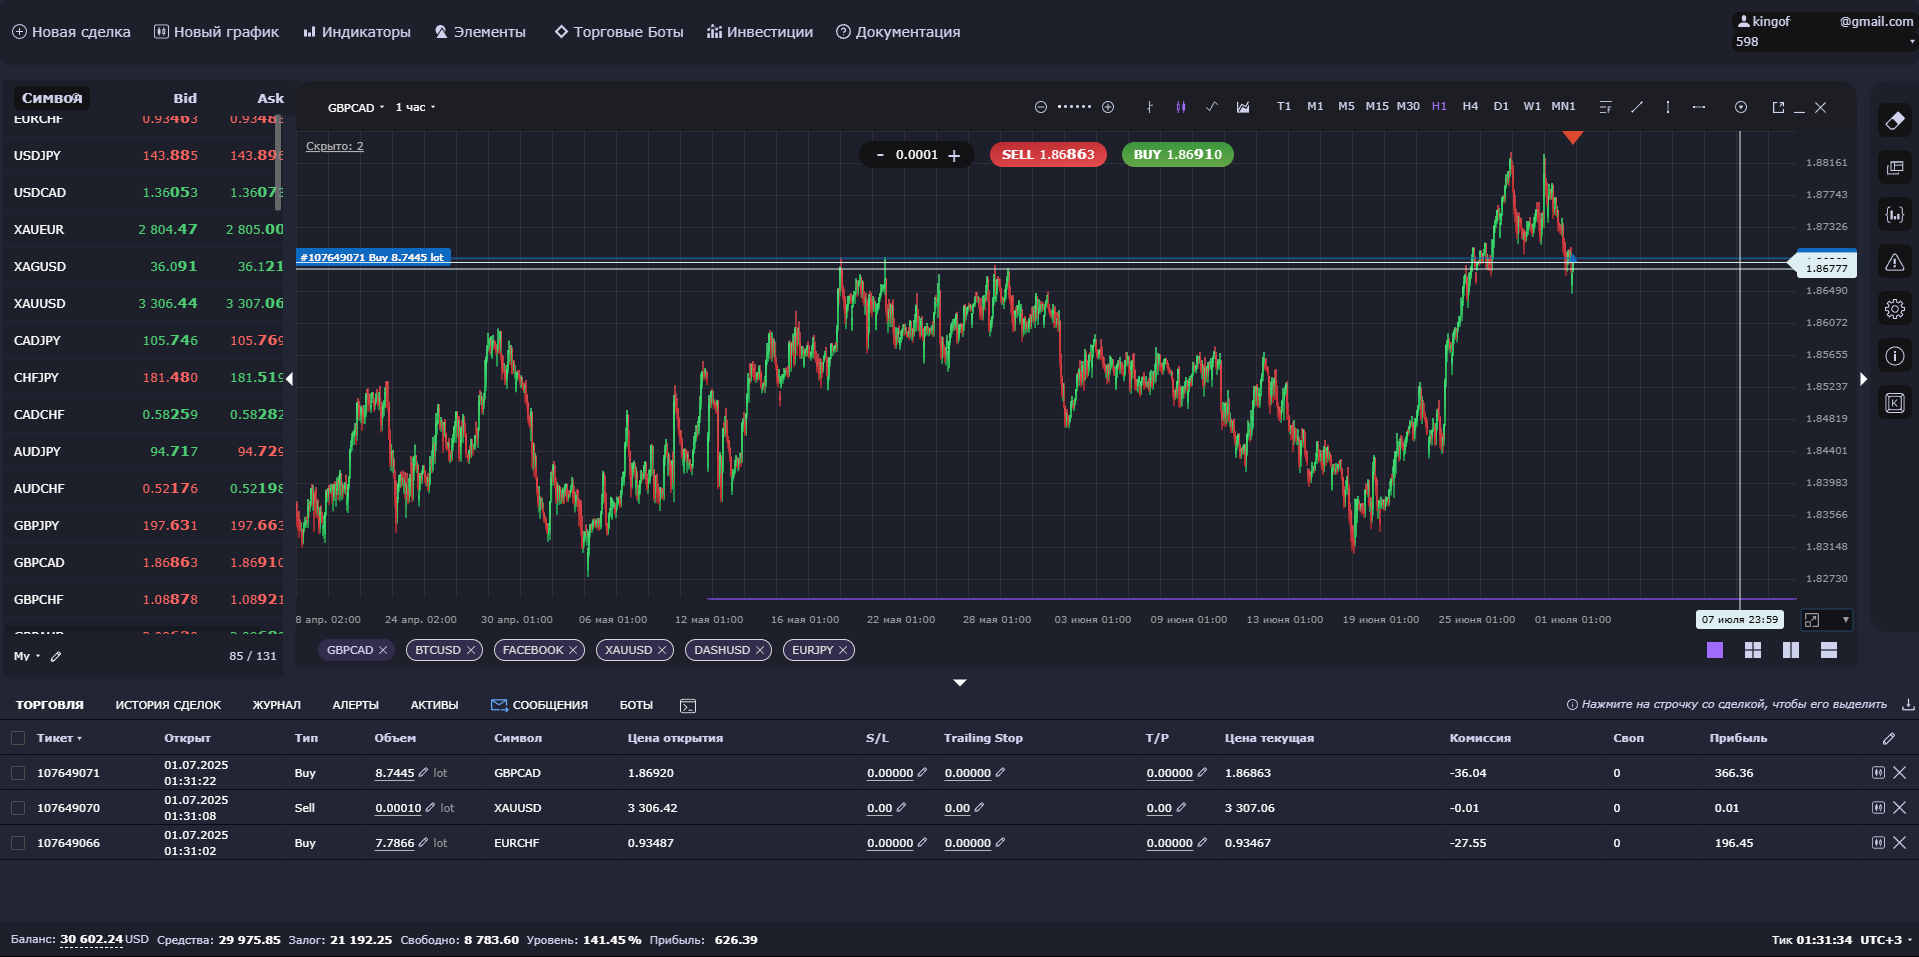 Новая сделка Новый график Индикаторы Элементы Торговые Боты Инвестиции Документация
kingof @gmail.com
598
Символ Bid Ask
EURCHF 0.93463 0.9348
USDJPY 143.885 143.896
USDCAD 1.36053 1.36073
XAUEUR 2 804.47 2 805.00
XAGUSD 36.091 36.121
XAUUSD 3 306.44 3 307.06
CADJPY 105.746 105.769
CHFJPY 181.480 181.519
CADCHF 0.58259 0.58282
AUDJPY 94.717 94.729
AUDCHF 0.52176 0.52198
GBPJPY 197.631 197.663
GBPCAD 1.86863 1.86910
GBPCHF 1.08878 1.08921
My 85 / 131
GBPCAD 1 час T1 M1 M5 M15 M30 H1 H4 D1 W1 MN1
Скрыто: 2
- 0.0001 + SELL 1.86863 BUY 1.86910
#107649071 Buy 8.7445 lot
1.88161
1.87743
1.87326
1.86777
1.86490
1.86072
1.85655
1.85237
1.84819
1.84401
1.83983
1.83566
1.83148
1.82730
8 апр. 02:00 24 апр. 02:00 30 апр. 01:00 06 мая 01:00 12 мая 01:00 16 мая 01:00 22 мая 01:00 28 мая 01:00 03 июня 01:00 09 июня 01:00 13 июня 01:00 19 июня 01:00 25 июня 01:00 01 июля 01:00 07 июля 23:59
GBPCAD BTCUSD FACEBOOK XAUUSD DASHUSD EURJPY
ТОРГОВЛЯ ИСТОРИЯ СДЕЛОК ЖУРНАЛ АЛЕРТЫ АКТИВЫ СООБЩЕНИЯ БОТЫ Нажмите на строчку со сделкой, чтобы его выделить
Тикет Открыт Тип Объем Символ Цена открытия S/L Trailing Stop T/P Цена текущая Комиссия Своп Прибыль
107649071 01.07.2025 01:31:22 Buy 8.7445 lot GBPCAD 1.86920 0.00000 0.00000 0.00000 1.86863 -36.04 0 366.36
107649070 01.07.2025 01:31:08 Sell 0.00010 lot XAUUSD 3 306.42 0.00 0.00 0.00 3 307.06 -0.01 0 0.01
107649066 01.07.2025 01:31:02 Buy 7.7866 lot EURCHF 0.93487 0.00000 0.00000 0.00000 0.93467 -27.55 0 196.45
Баланс: 30 602.24 USD Средства: 29 975.85 Залог: 21 192.25 Свободно: 8 783.60 Уровень: 141.45 % Прибыль: 626.39 Тик 01:31:34 UTC+3